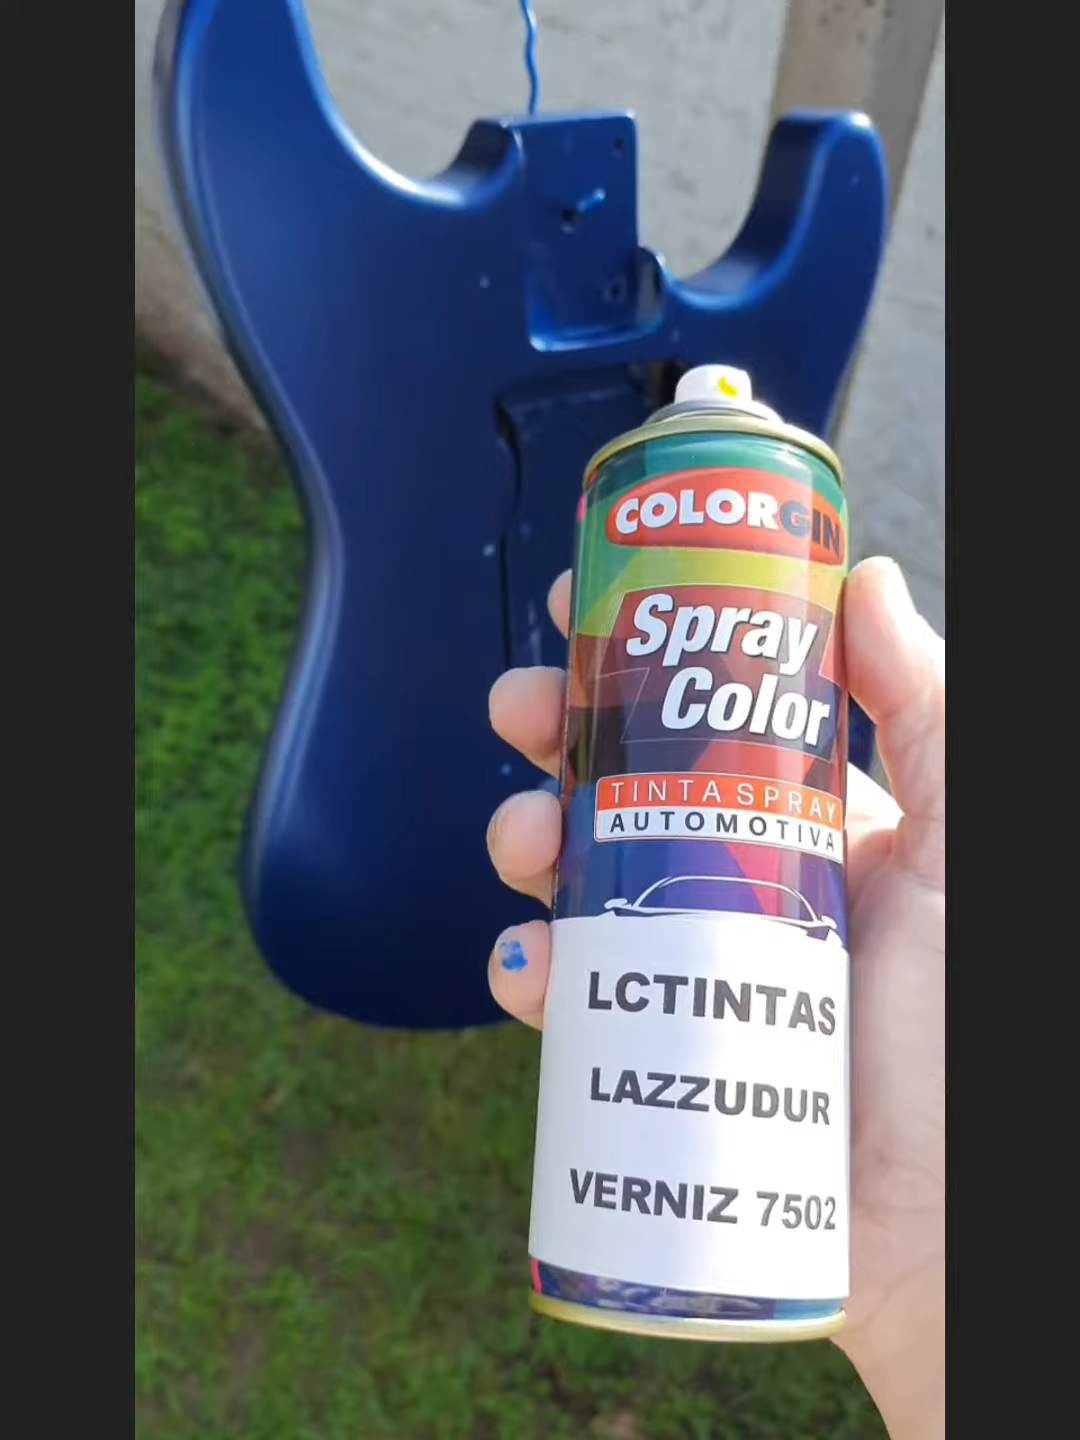 COLORGIN
Spray
Color
TINTA SPRAY
AUTOMOTIVA
LCTINTAS
LAZZUDUR
VERNIZ 7502